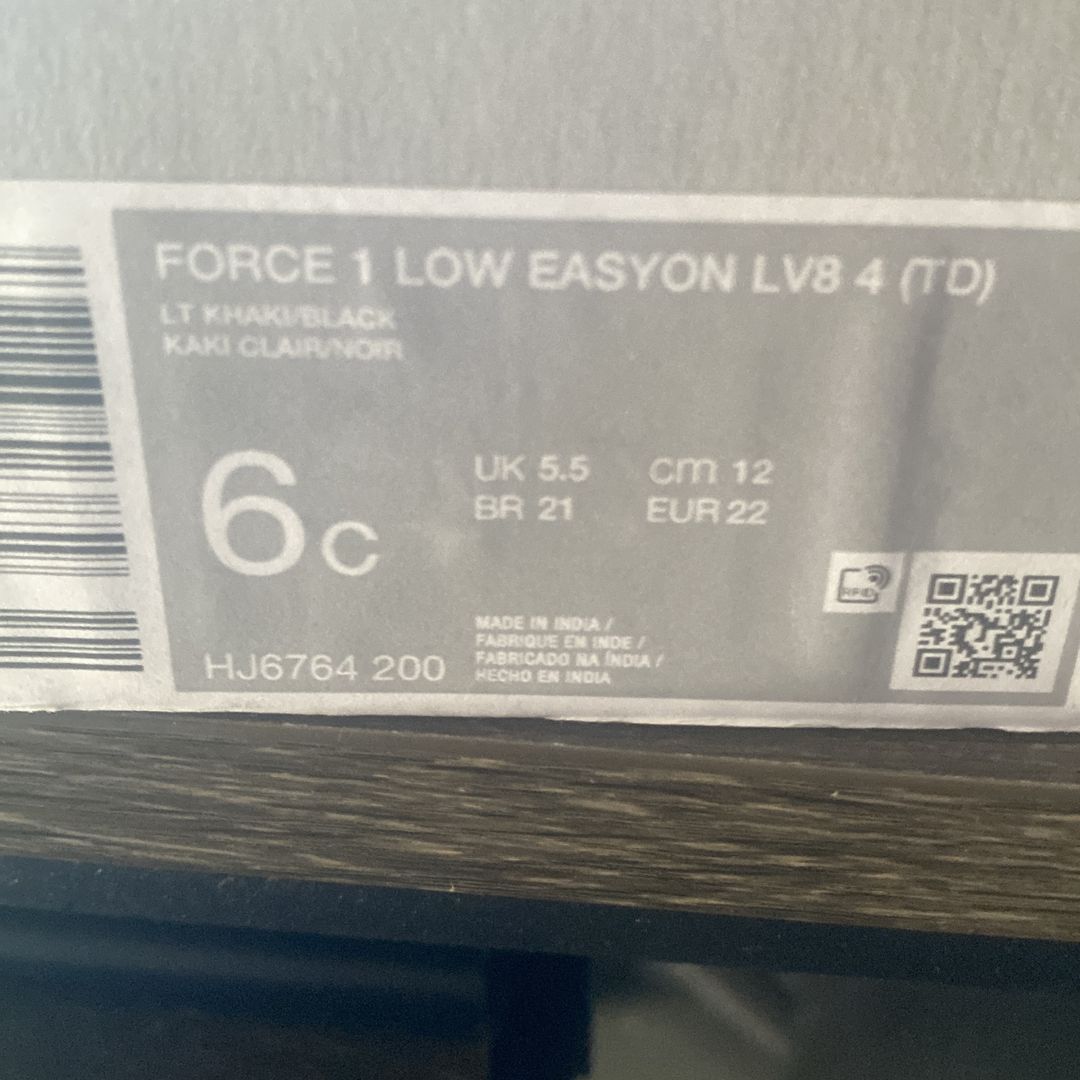 FORCE 1 LOW EASYON LV8 4 (TD)
LT KHAKI/BLACK
KAKI CLAIR/NOIR
6C
UK 5.5 cm 12
BR 21 EUR 22
RFID
MADE IN INDIA /
FABRIQUE EN INDE /
FABRICADO NA ÍNDIA /
HECHO EN INDIA
HJ6764 200